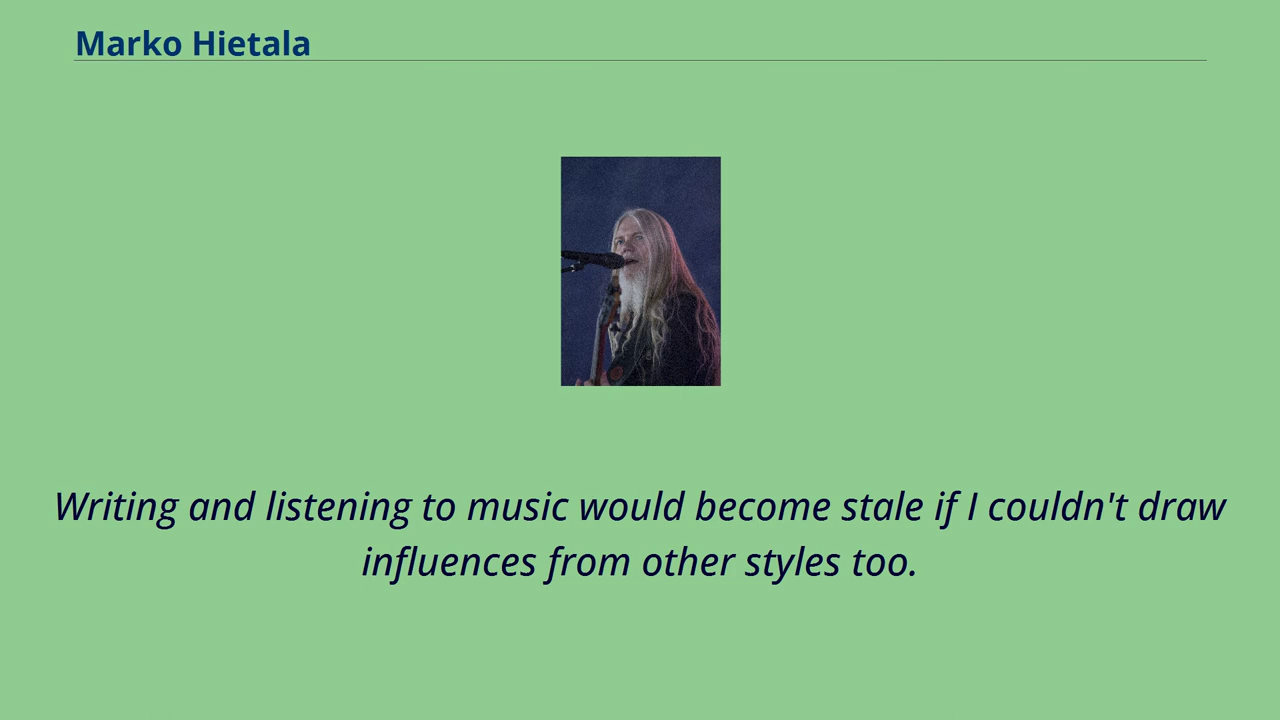 Marko Hietala
Writing and listening to music would become stale if I couldn't draw
influences from other styles too.